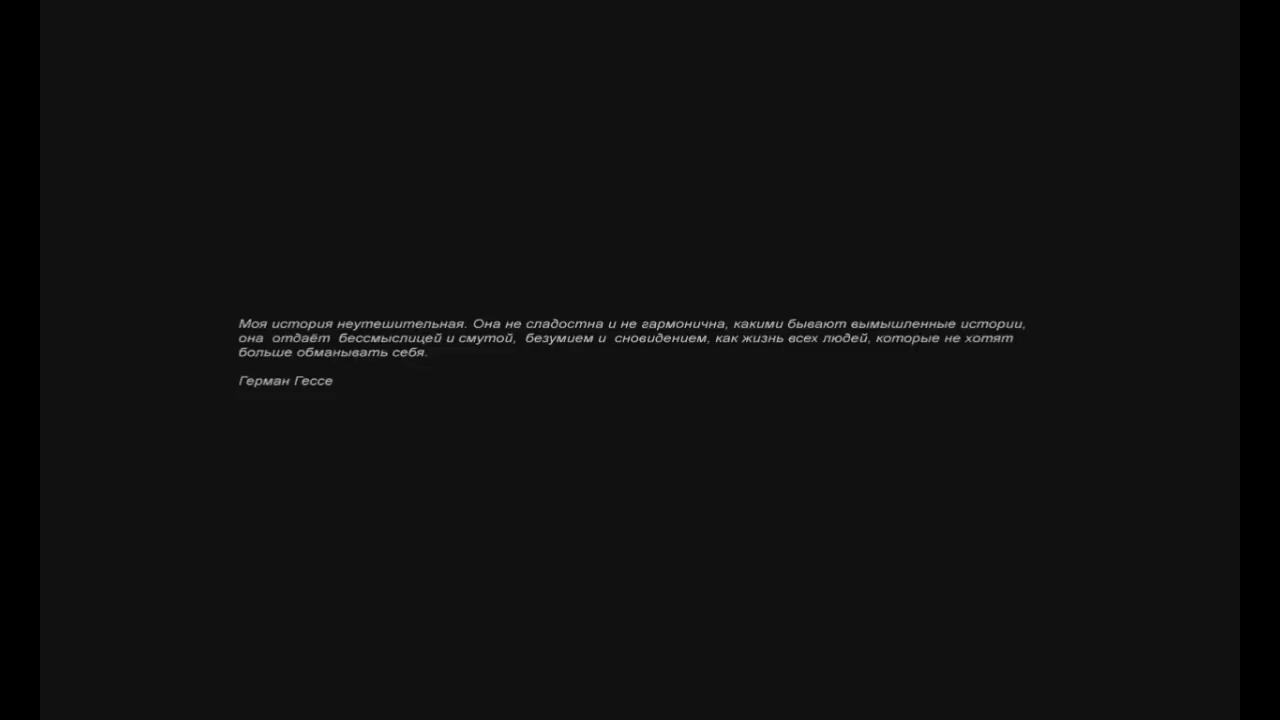 Моя история неутешительная. Она не сладостна и не гармонична, какими бывают вымышленные истории,
она отдаёт бессмыслицей и смутой, безумием и сновидением, как жизнь всех людей, которые не хотят
больше обманывать себя.
Герман Гессе